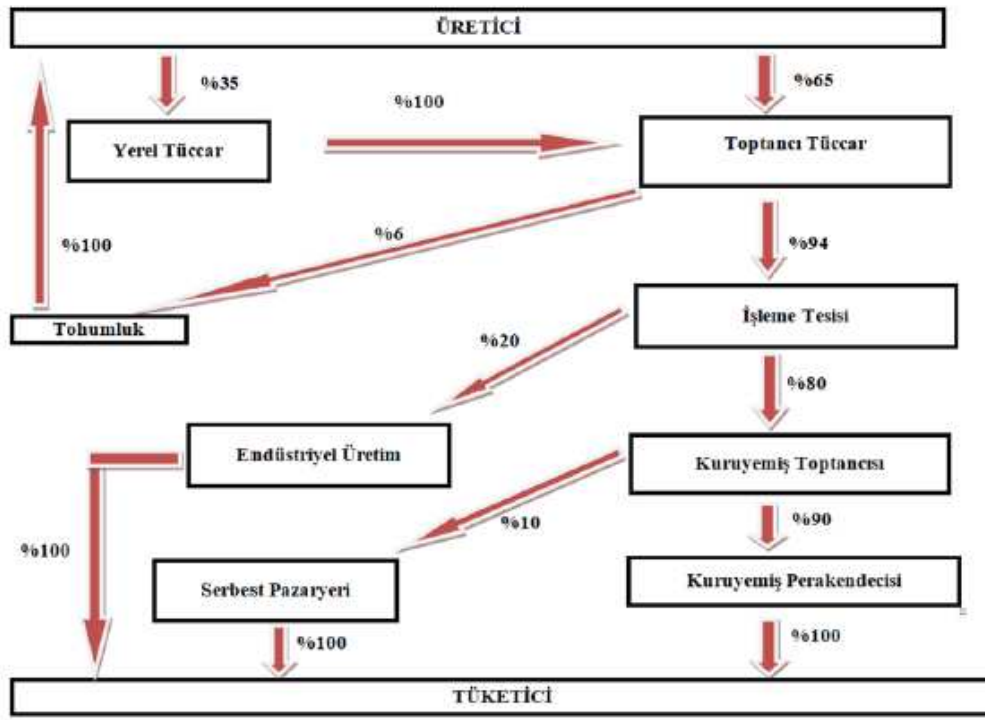 ÜRETİCİ
%35
%65
%100
Yerel Tüccar
Toptancı Tüccar
%6
%100
%94
Tohumluk
İşleme Tesisi
%20
%80
Endüstriyel Üretim
Kuruyemiş Toptancısı
%10
%90
%100
Serbest Pazaryeri
Kuruyemiş Perakendecisi
%100
%100
TÜKETİCİ